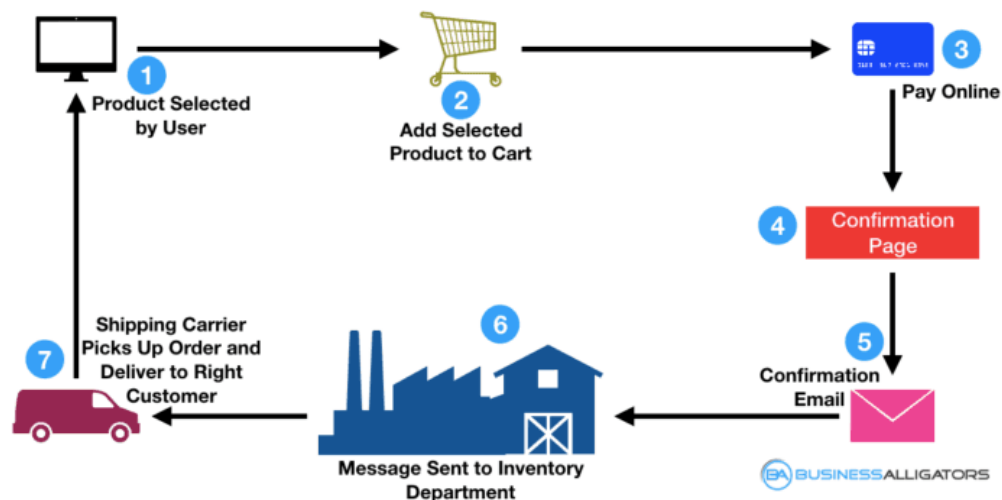 1
Product Selected
by User
2
Add Selected
Product to Cart
3
Pay Online
4
Confirmation
Page
5
Confirmation
Email
6
Message Sent to Inventory
Department
7
Shipping Carrier
Picks Up Order and
Deliver to Right
Customer
BA BUSINESSALLIGATORS